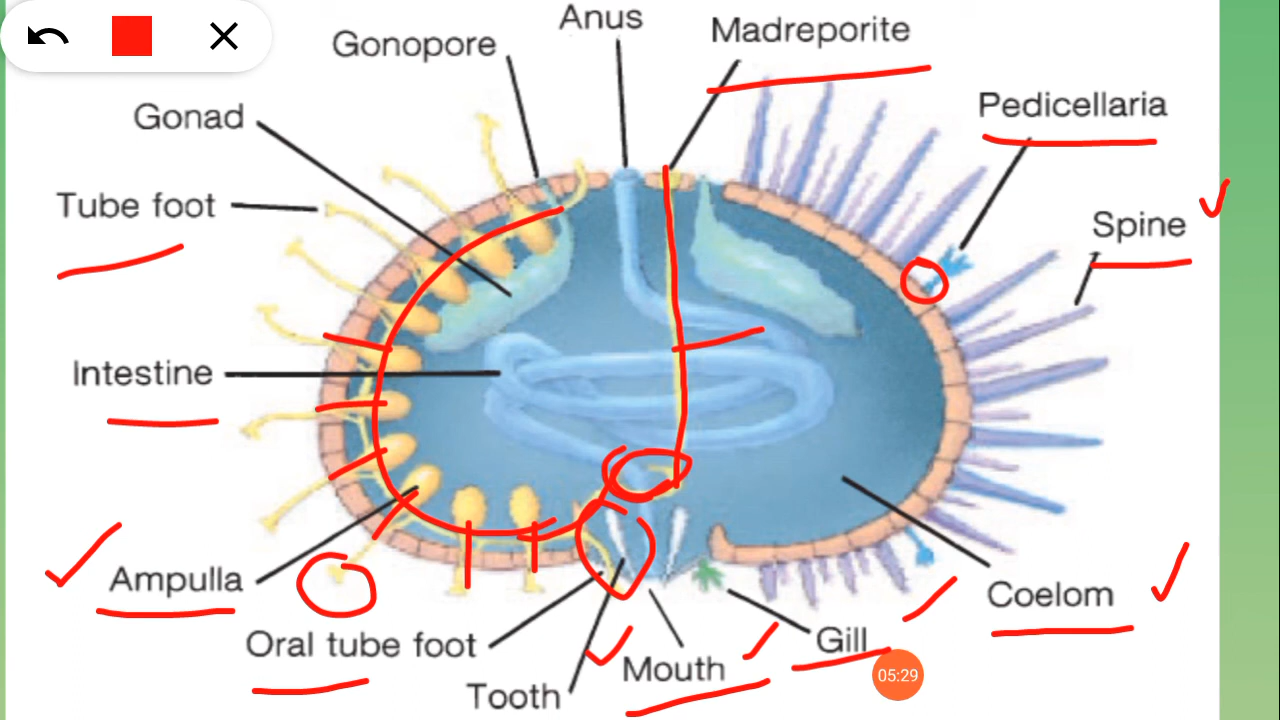 Anus
Madreporite
Gonopore
Pedicellaria
Gonad
Tube foot
Spine
Intestine
Ampulla
Coelom
Oral tube foot
Gill
Mouth
Tooth
05:29